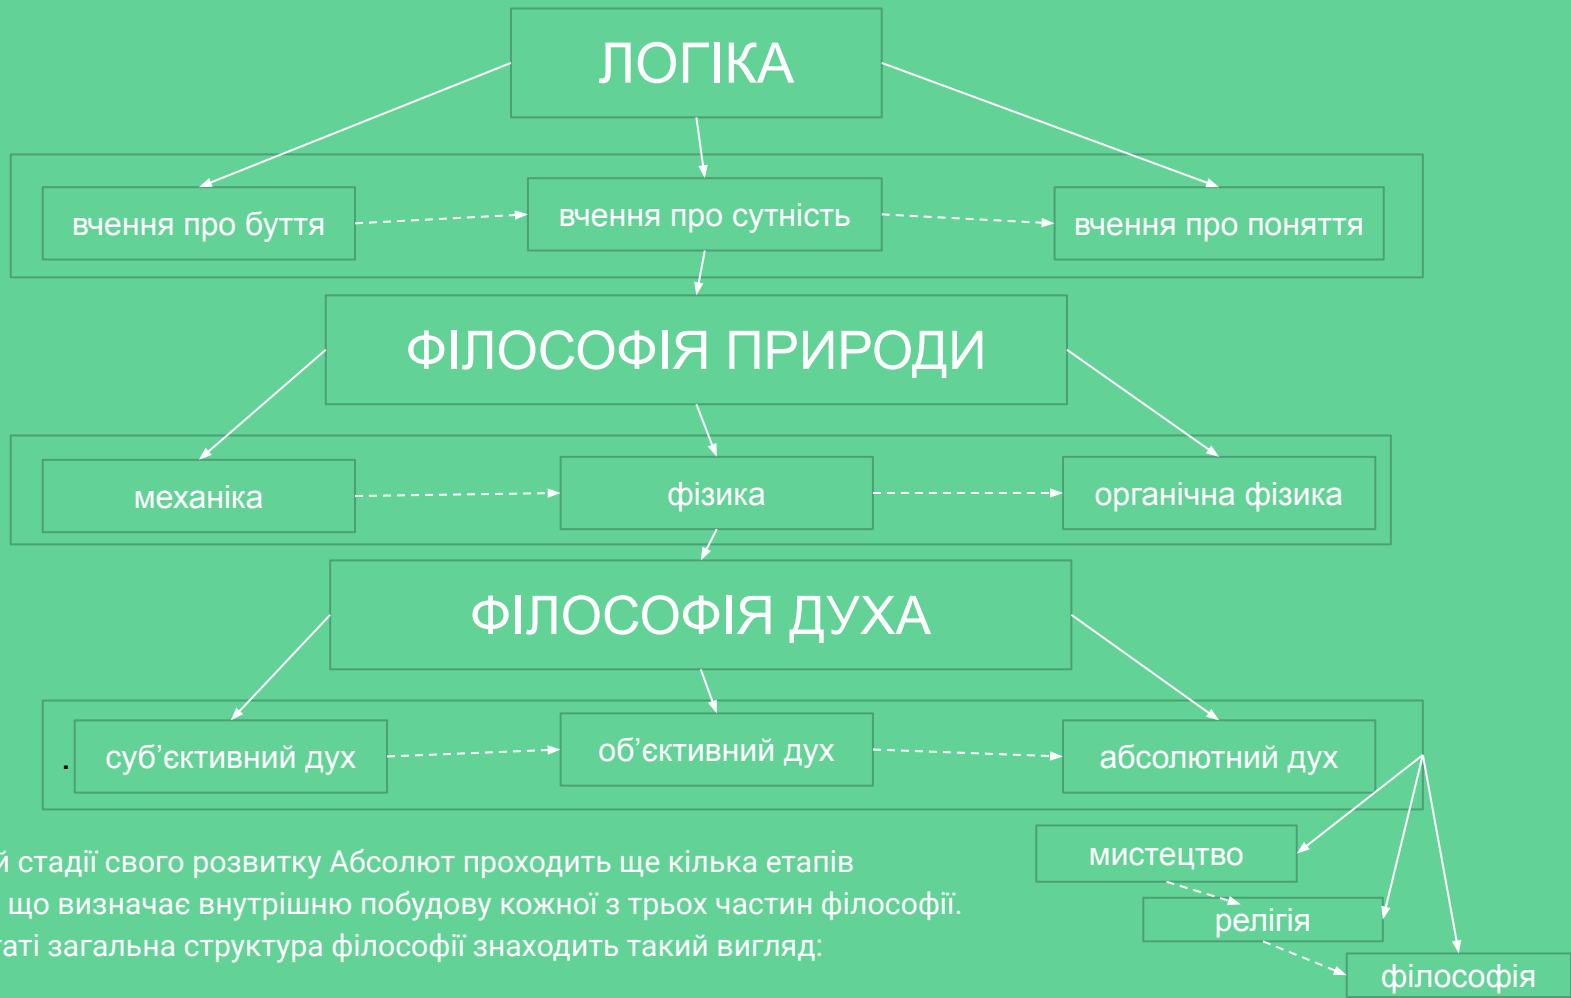 ЛОГІКА
вчення про буття
вчення про сутність
вчення про поняття
ФІЛОСОФІЯ ПРИРОДИ
механіка
фізика
органічна фізика
ФІЛОСОФІЯ ДУХА
. суб’єктивний дух
об’єктивний дух
абсолютний дух
мистецтво
релігія
філософія
й стадії свого розвитку Абсолют проходить ще кілька етапів
що визначає внутрішню побудову кожної з трьох частин філософії.
таті загальна структура філософії знаходить такий вигляд: